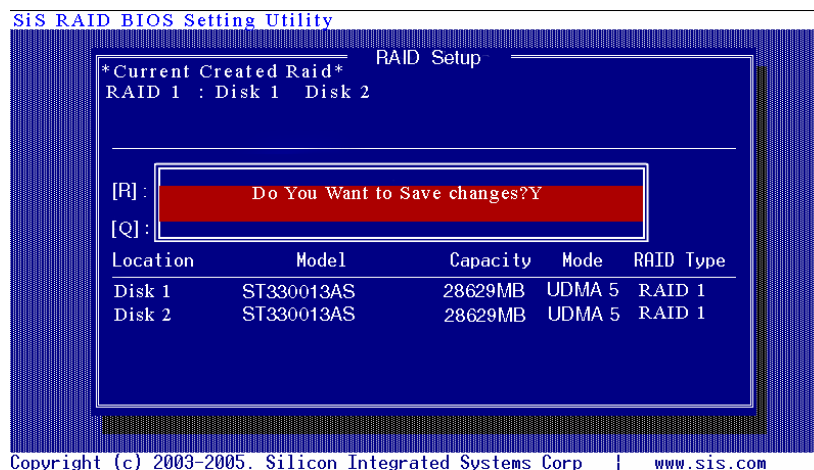 SiS RAID BIOS Setting Utility
RAID Setup
*Current Created Raid*
RAID 1 : Disk 1 Disk 2
[R] :
Do You Want to Save changes?Y
[Q] :
Location Model Capacity Mode RAID Type
Disk 1 ST330013AS 28629MB UDMA 5 RAID 1
Disk 2 ST330013AS 28629MB UDMA 5 RAID 1
Copyright (c) 2003-2005. Silicon Integrated Systems Corp | www.sis.com